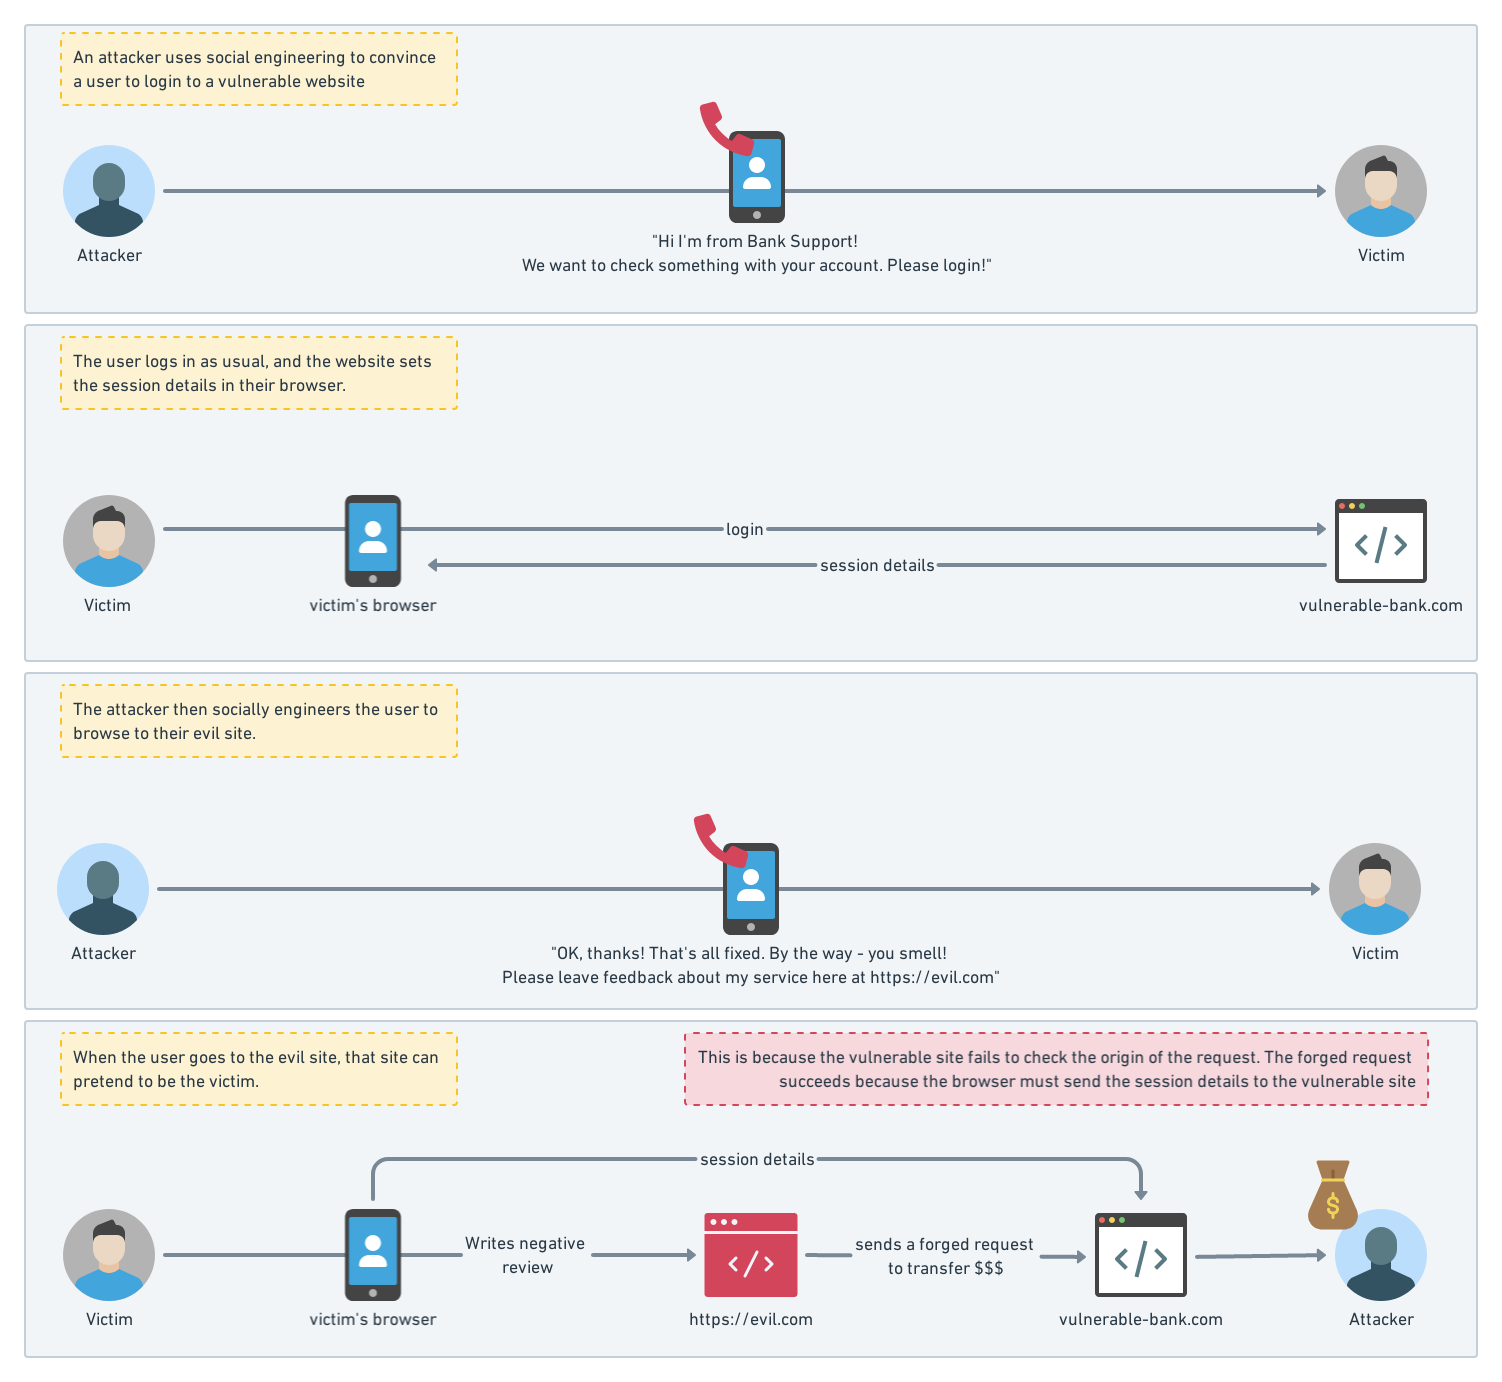 An attacker uses social engineering to convince
a user to login to a vulnerable website
Attacker
"Hi I'm from Bank Support!
We want to check something with your account. Please login!"
Victim
The user logs in as usual, and the website sets
the session details in their browser.
login
session details
Victim
victim's browser
vulnerable-bank.com
The attacker then socially engineers the user to
browse to their evil site.
Attacker
"OK, thanks! That's all fixed. By the way - you smell!
Please leave feedback about my service here at https://evil.com"
Victim
When the user goes to the evil site, that site can
pretend to be the victim.
This is because the vulnerable site fails to check the origin of the request. The forged request
succeeds because the browser must send the session details to the vulnerable site
session details
$
Writes negative
review
sends a forged request
to transfer $$$
Victim
victim's browser
https://evil.com
vulnerable-bank.com
Attacker